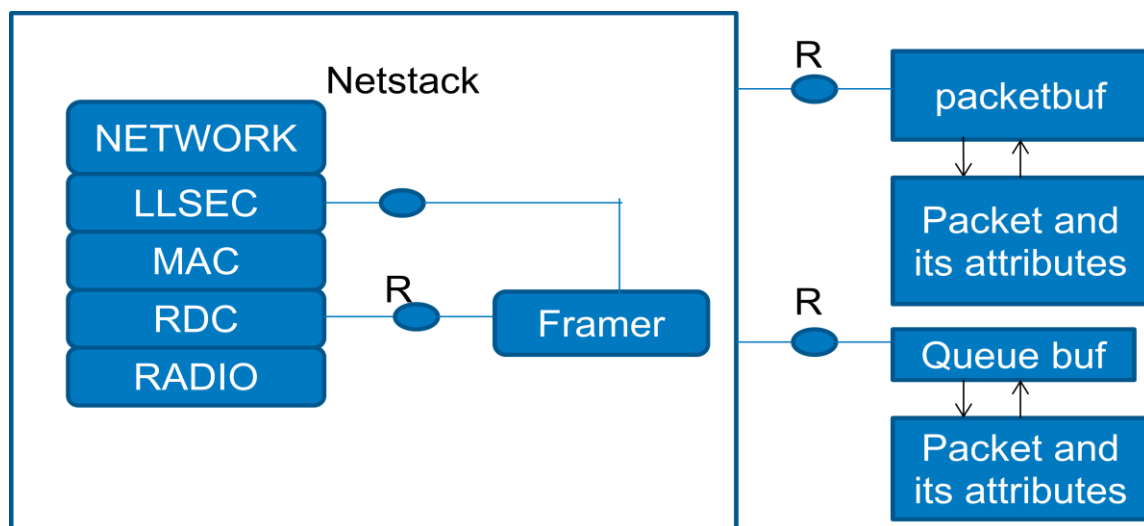 Netstack
NETWORK
LLSEC
MAC
R
RDC
Framer
RADIO
R
packetbuf
Packet and
its attributes
R
Queue buf
Packet and
its attributes